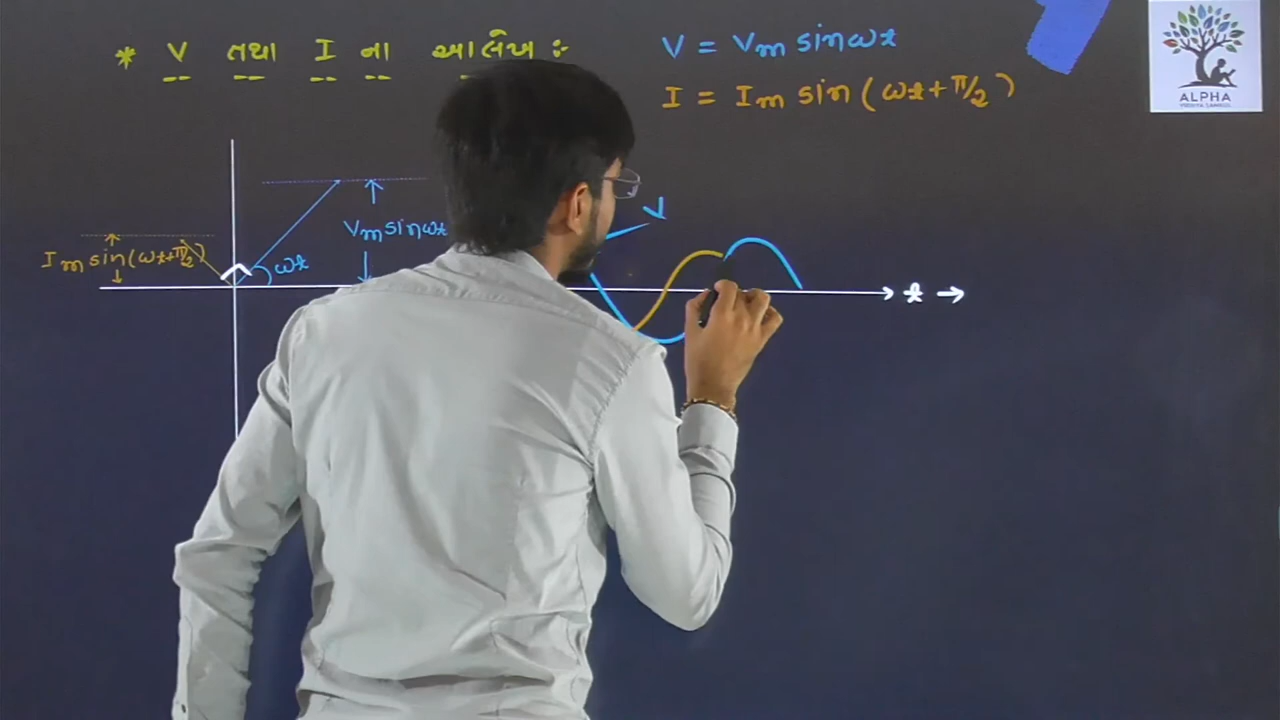 * V તથા I ના આલેખ :-
V = Vm sinωt
I = Im sin(ωt+π/2)
ALPHA
Vm sinωt
V
Im sin(ωt+π/2)
ωt
t →